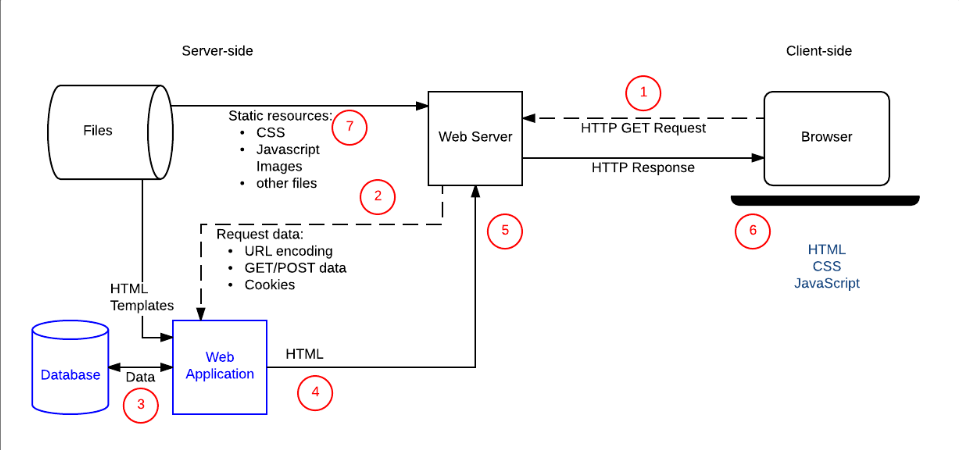 Server-side
Client-side
1
Files
Static resources:
• CSS
• Javascript
Images
• other files
7
Web Server
HTTP GET Request
HTTP Response
Browser
2
Request data:
• URL encoding
• GET/POST data
• Cookies
5
6
HTML
CSS
JavaScript
HTML
Templates
Database
Data
3
Web
Application
HTML
4